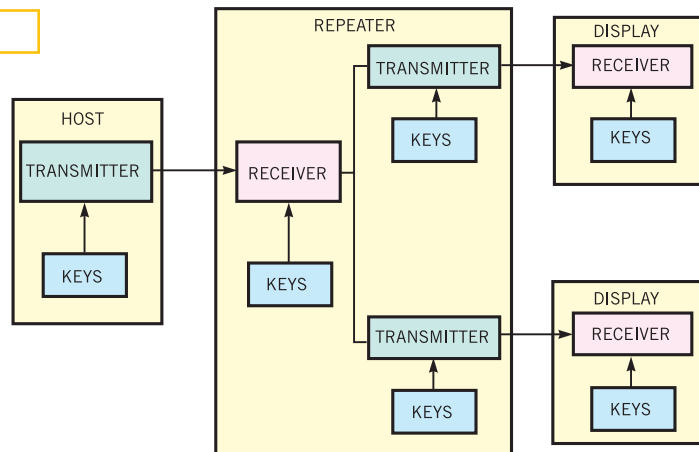 HOST
TRANSMITTER
KEYS
REPEATER
RECEIVER
KEYS
TRANSMITTER
KEYS
TRANSMITTER
KEYS
DISPLAY
RECEIVER
KEYS
DISPLAY
RECEIVER
KEYS